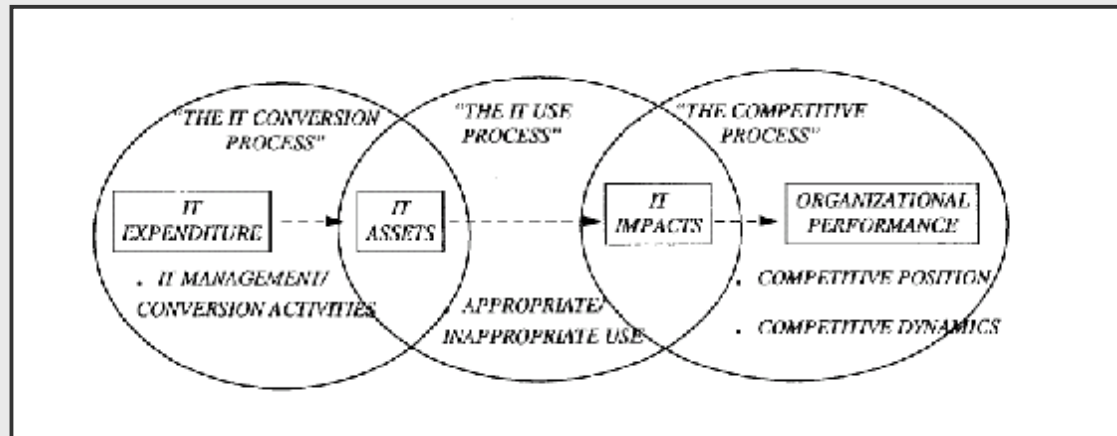 "THE IT CONVERSION
PROCESS"
"THE IT USE
PROCESS"
"THE COMPETITIVE
PROCESS"
IT
EXPENDITURE
IT
ASSETS
IT
IMPACTS
ORGANIZATIONAL
PERFORMANCE
. IT MANAGEMENT/
CONVERSION ACTIVITIES
. APPROPRIATE/
INAPPROPRIATE USE
. COMPETITIVE POSITION
. COMPETITIVE DYNAMICS